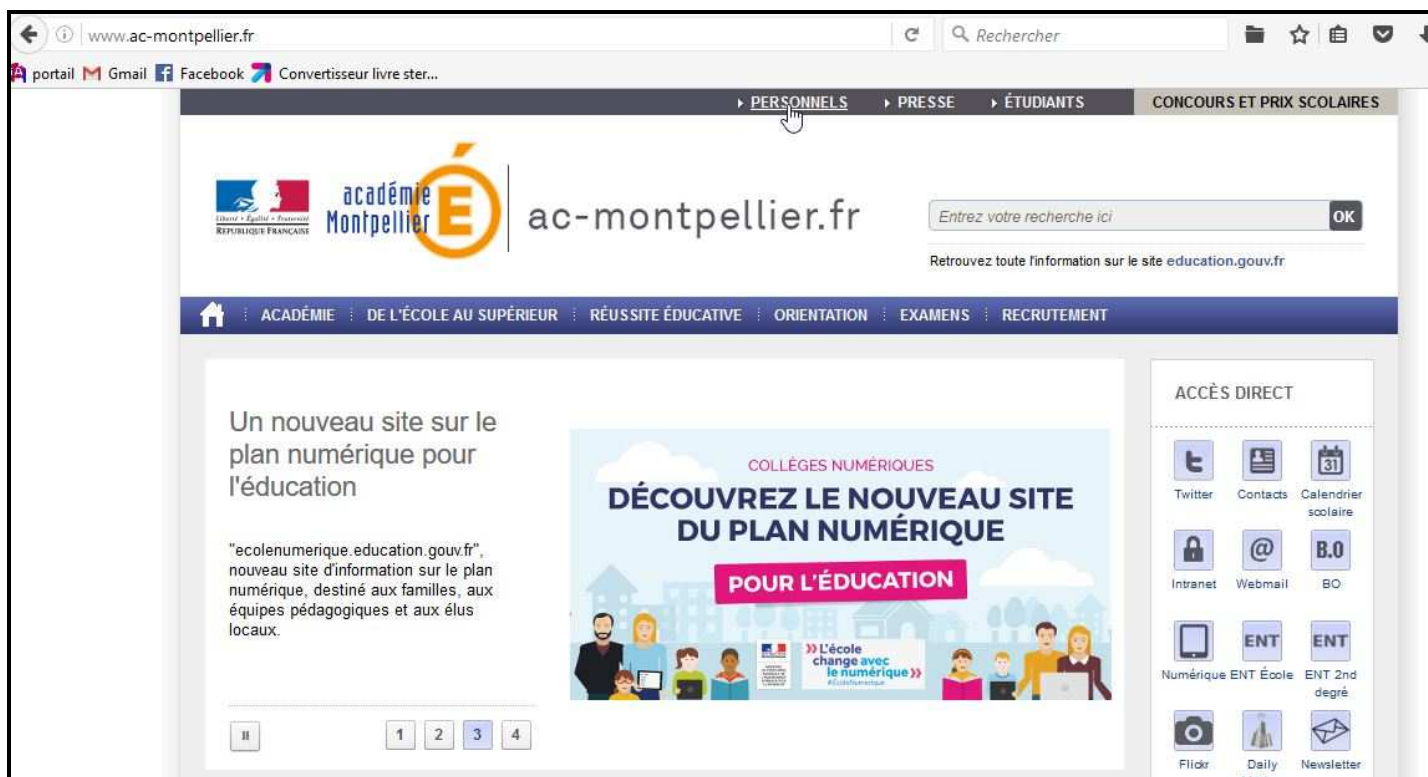 www.ac-montpellier.fr
Rechercher
portail Gmail Facebook Convertisseur livre ster...
PERSONNELS PRESSE ÉTUDIANTS CONCOURS ET PRIX SCOLAIRES
Liberté • Égalité • Fraternité
RÉPUBLIQUE FRANÇAISE
académie
Montpellier
É
ac-montpellier.fr
Entrez votre recherche ici
OK
Retrouvez toute l'information sur le site education.gouv.fr
ACADÉMIE DE L'ÉCOLE AU SUPÉRIEUR RÉUSSITE ÉDUCATIVE ORIENTATION EXAMENS RECRUTEMENT
Un nouveau site sur le
plan numérique pour
l'éducation
"ecolenumerique.education.gouv.fr",
nouveau site d'information sur le plan
numérique, destiné aux familles, aux
équipes pédagogiques et aux élus
locaux.
1 2 3 4
COLLÈGES NUMÉRIQUES
DÉCOUVREZ LE NOUVEAU SITE
DU PLAN NUMÉRIQUE
POUR L'ÉDUCATION
L'école
change avec
le numérique
#EcoleNumerique
ACCÈS DIRECT
Twitter Contacts Calendrier
scolaire
31
@ B.O
Intranet Webmail BO
ENT ENT
Numérique ENT École ENT 2nd
degré
Flickr Daily Newsletter